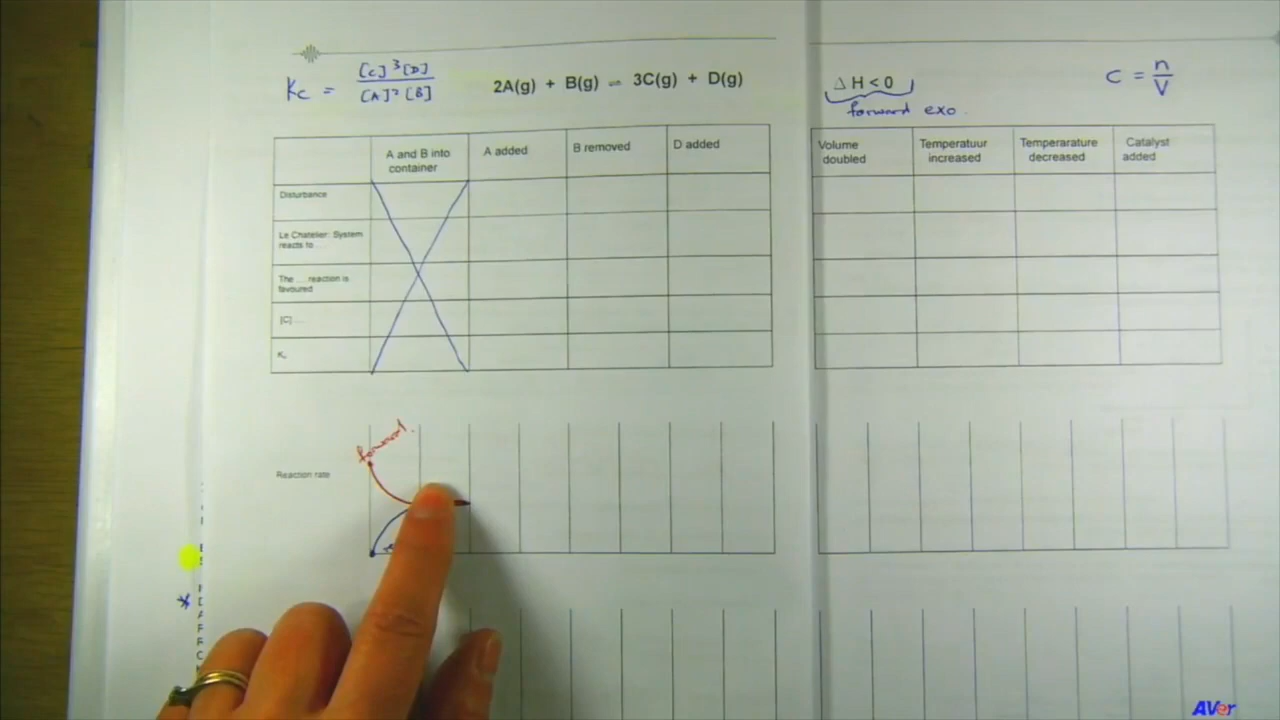 Kc = [C]³[D]
[A]²[B]
2A(g) + B(g) ⇌ 3C(g) + D(g)
ΔH<0
forward exo.
C = n
V
A and B into
container
A added
B removed
D added
Volume
doubled
Temperatuur
increased
Temperarature
decreased
Catalyst
added
Disturbance
Le Chatelier: System
reacts to ...
The ... reaction is
favoured
[C] ...
Kc
forward.
Reaction rate
AVer